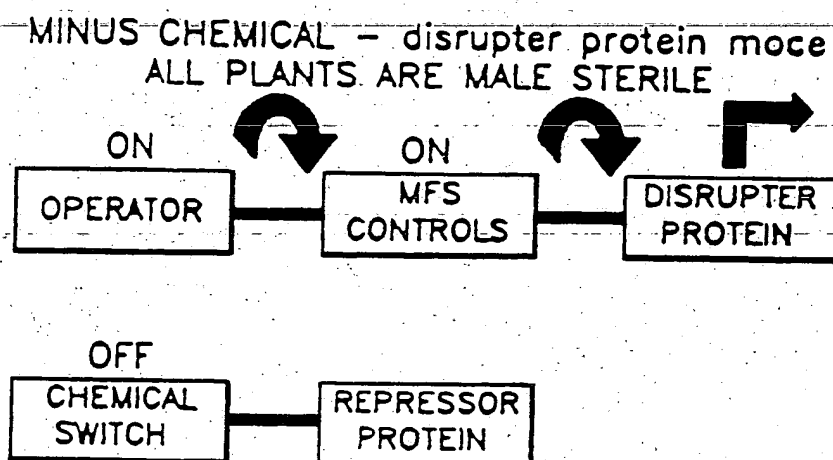 MINUS CHEMICAL - disrupter protein moce
ALL PLANTS ARE MALE STERILE
ON
ON
OPERATOR
MFS
CONTROLS
DISRUPTER
PROTEIN
OFF
CHEMICAL
SWITCH
REPRESSOR
PROTEIN